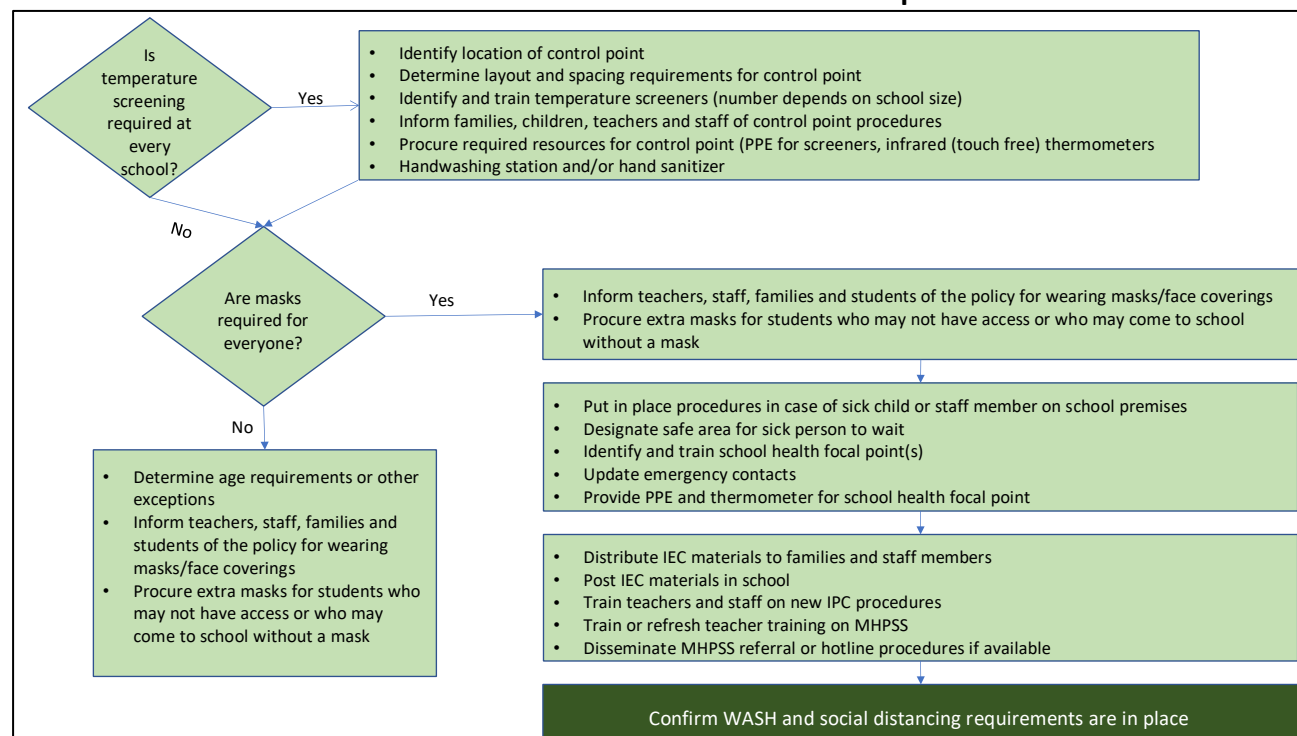 Is
temperature
screening
required at
every
school?
Yes
• Identify location of control point
• Determine layout and spacing requirements for control point
• Identify and train temperature screeners (number depends on school size)
• Inform families, children, teachers and staff of control point procedures
• Procure required resources for control point (PPE for screeners, infrared (touch free) thermometers
• Handwashing station and/or hand sanitizer
No
Are masks
required for
everyone?
Yes
• Inform teachers, staff, families and students of the policy for wearing masks/face coverings
• Procure extra masks for students who may not have access or who may come to school
without a mask
No
• Determine age requirements or other
exceptions
• Inform teachers, staff, families and
students of the policy for wearing
masks/face coverings
• Procure extra masks for students who
may not have access or who may
come to school without a mask
• Put in place procedures in case of sick child or staff member on school premises
• Designate safe area for sick person to wait
• Identify and train school health focal point(s)
• Update emergency contacts
• Provide PPE and thermometer for school health focal point
• Distribute IEC materials to families and staff members
• Post IEC materials in school
• Train teachers and staff on new IPC procedures
• Train or refresh teacher training on MHPSS
• Disseminate MHPSS referral or hotline procedures if available
Confirm WASH and social distancing requirements are in place